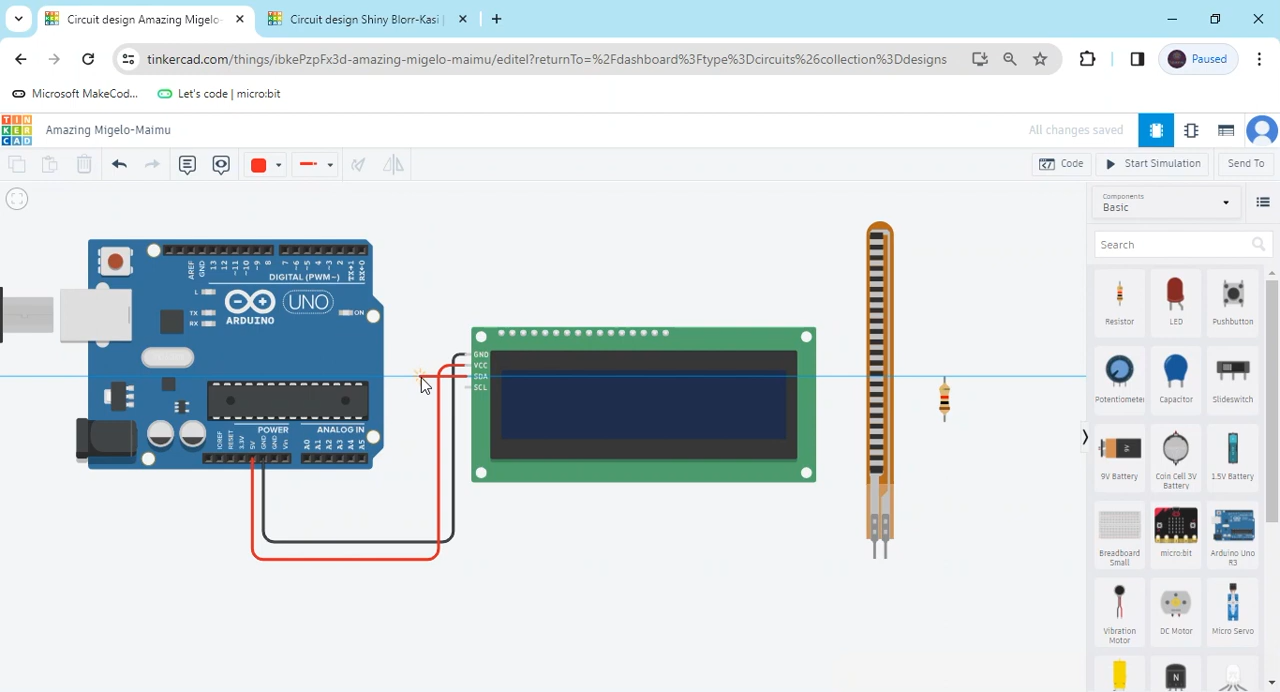 Circuit design Amazing Migelo-
Circuit design Shiny Blorr-Kasi |
tinkercad.com/things/ibkePzpFx3d-amazing-migelo-mamu/editel?returnTo=%2Fdashboard%3Ftype%3Dcircuits%26collection%3Ddesigns
Paused
Microsoft MakeCod...
Let's code | micro:bit
TIN
KER
CAD
Amazing Migelo-Maimu
All changes saved
Code
Start Simulation
Send To
Components
Basic
Search
Resistor
LED
Pushbutton
Potentiometer
Capacitor
Slideswitch
9V Battery
Coin Cell 3V
Battery
1.5V Battery
Breadboard
Small
micro:bit
Arduino Uno
R3
Vibration
Motor
DC Motor
Micro Servo
AREF
GND
13
12
~11
~10
~9
8
7
~6
~5
4
~3
2
TX→1
RX←0
DIGITAL (PWM~)
L
TX
RX
UNO
ARDUINO
ON
POWER
ANALOG IN
IOREF
RESET
3.3V
5V
GND
GND
Vin
A0
A1
A2
A3
A4
A5
GND
VCC
SDA
SCL
9V
N